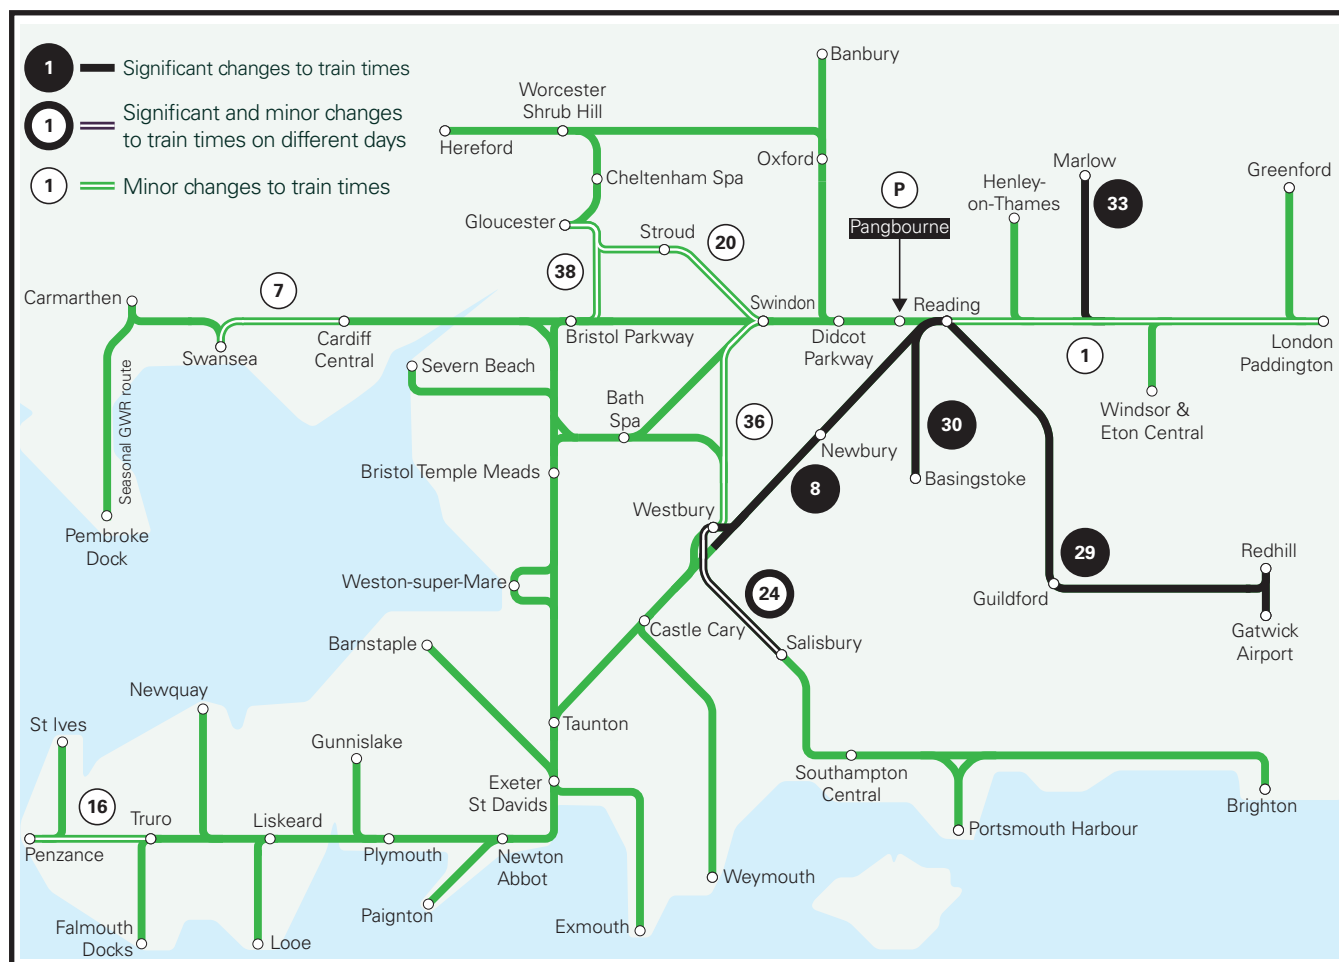 1 Significant changes to train times
1 Significant and minor changes
to train times on different days
1 Minor changes to train times
Banbury
Worcester
Shrub Hill
Hereford
Oxford
Cheltenham Spa
Gloucester
Stroud
20
38
P
Pangbourne
Henley-
on-Thames
Marlow
33
Greenford
Carmarthen
7
Swansea
Cardiff
Central
Bristol Parkway
Swindon
Didcot
Parkway
Reading
1
London
Paddington
Severn Beach
Bath
Spa
36
Windsor &
Eton Central
Seasonal GWR route
Pembroke
Dock
Bristol Temple Meads
Newbury
30
Basingstoke
8
Westbury
Weston-super-Mare
24
29
Redhill
Guildford
Gatwick
Airport
Castle Cary
Salisbury
Barnstaple
Newquay
St Ives
Gunnislake
Taunton
Exeter
St Davids
Southampton
Central
Brighton
16
Truro
Liskeard
Penzance
Plymouth
Newton
Abbot
Portsmouth Harbour
Weymouth
Paignton
Falmouth
Docks
Looe
Exmouth